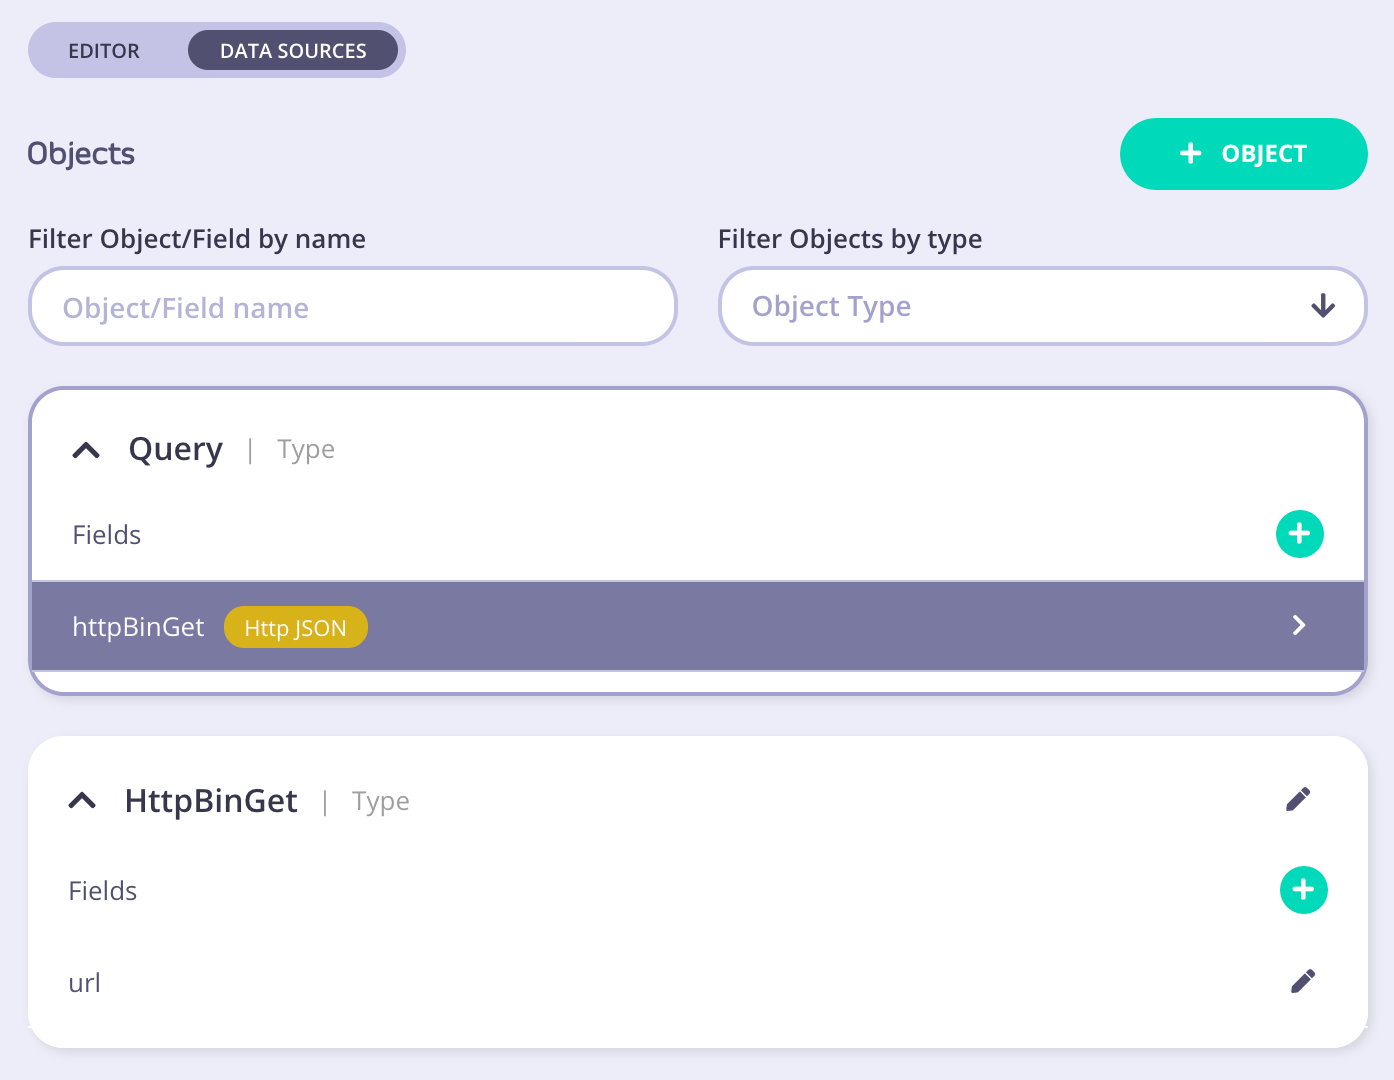 EDITOR DATA SOURCES
Objects
OBJECT
Filter Object/Field by name
Filter Objects by type
Object/Field name
Object Type
Query | Type
Fields
httpBinGet Http JSON
HttpBinGet | Type
Fields
url